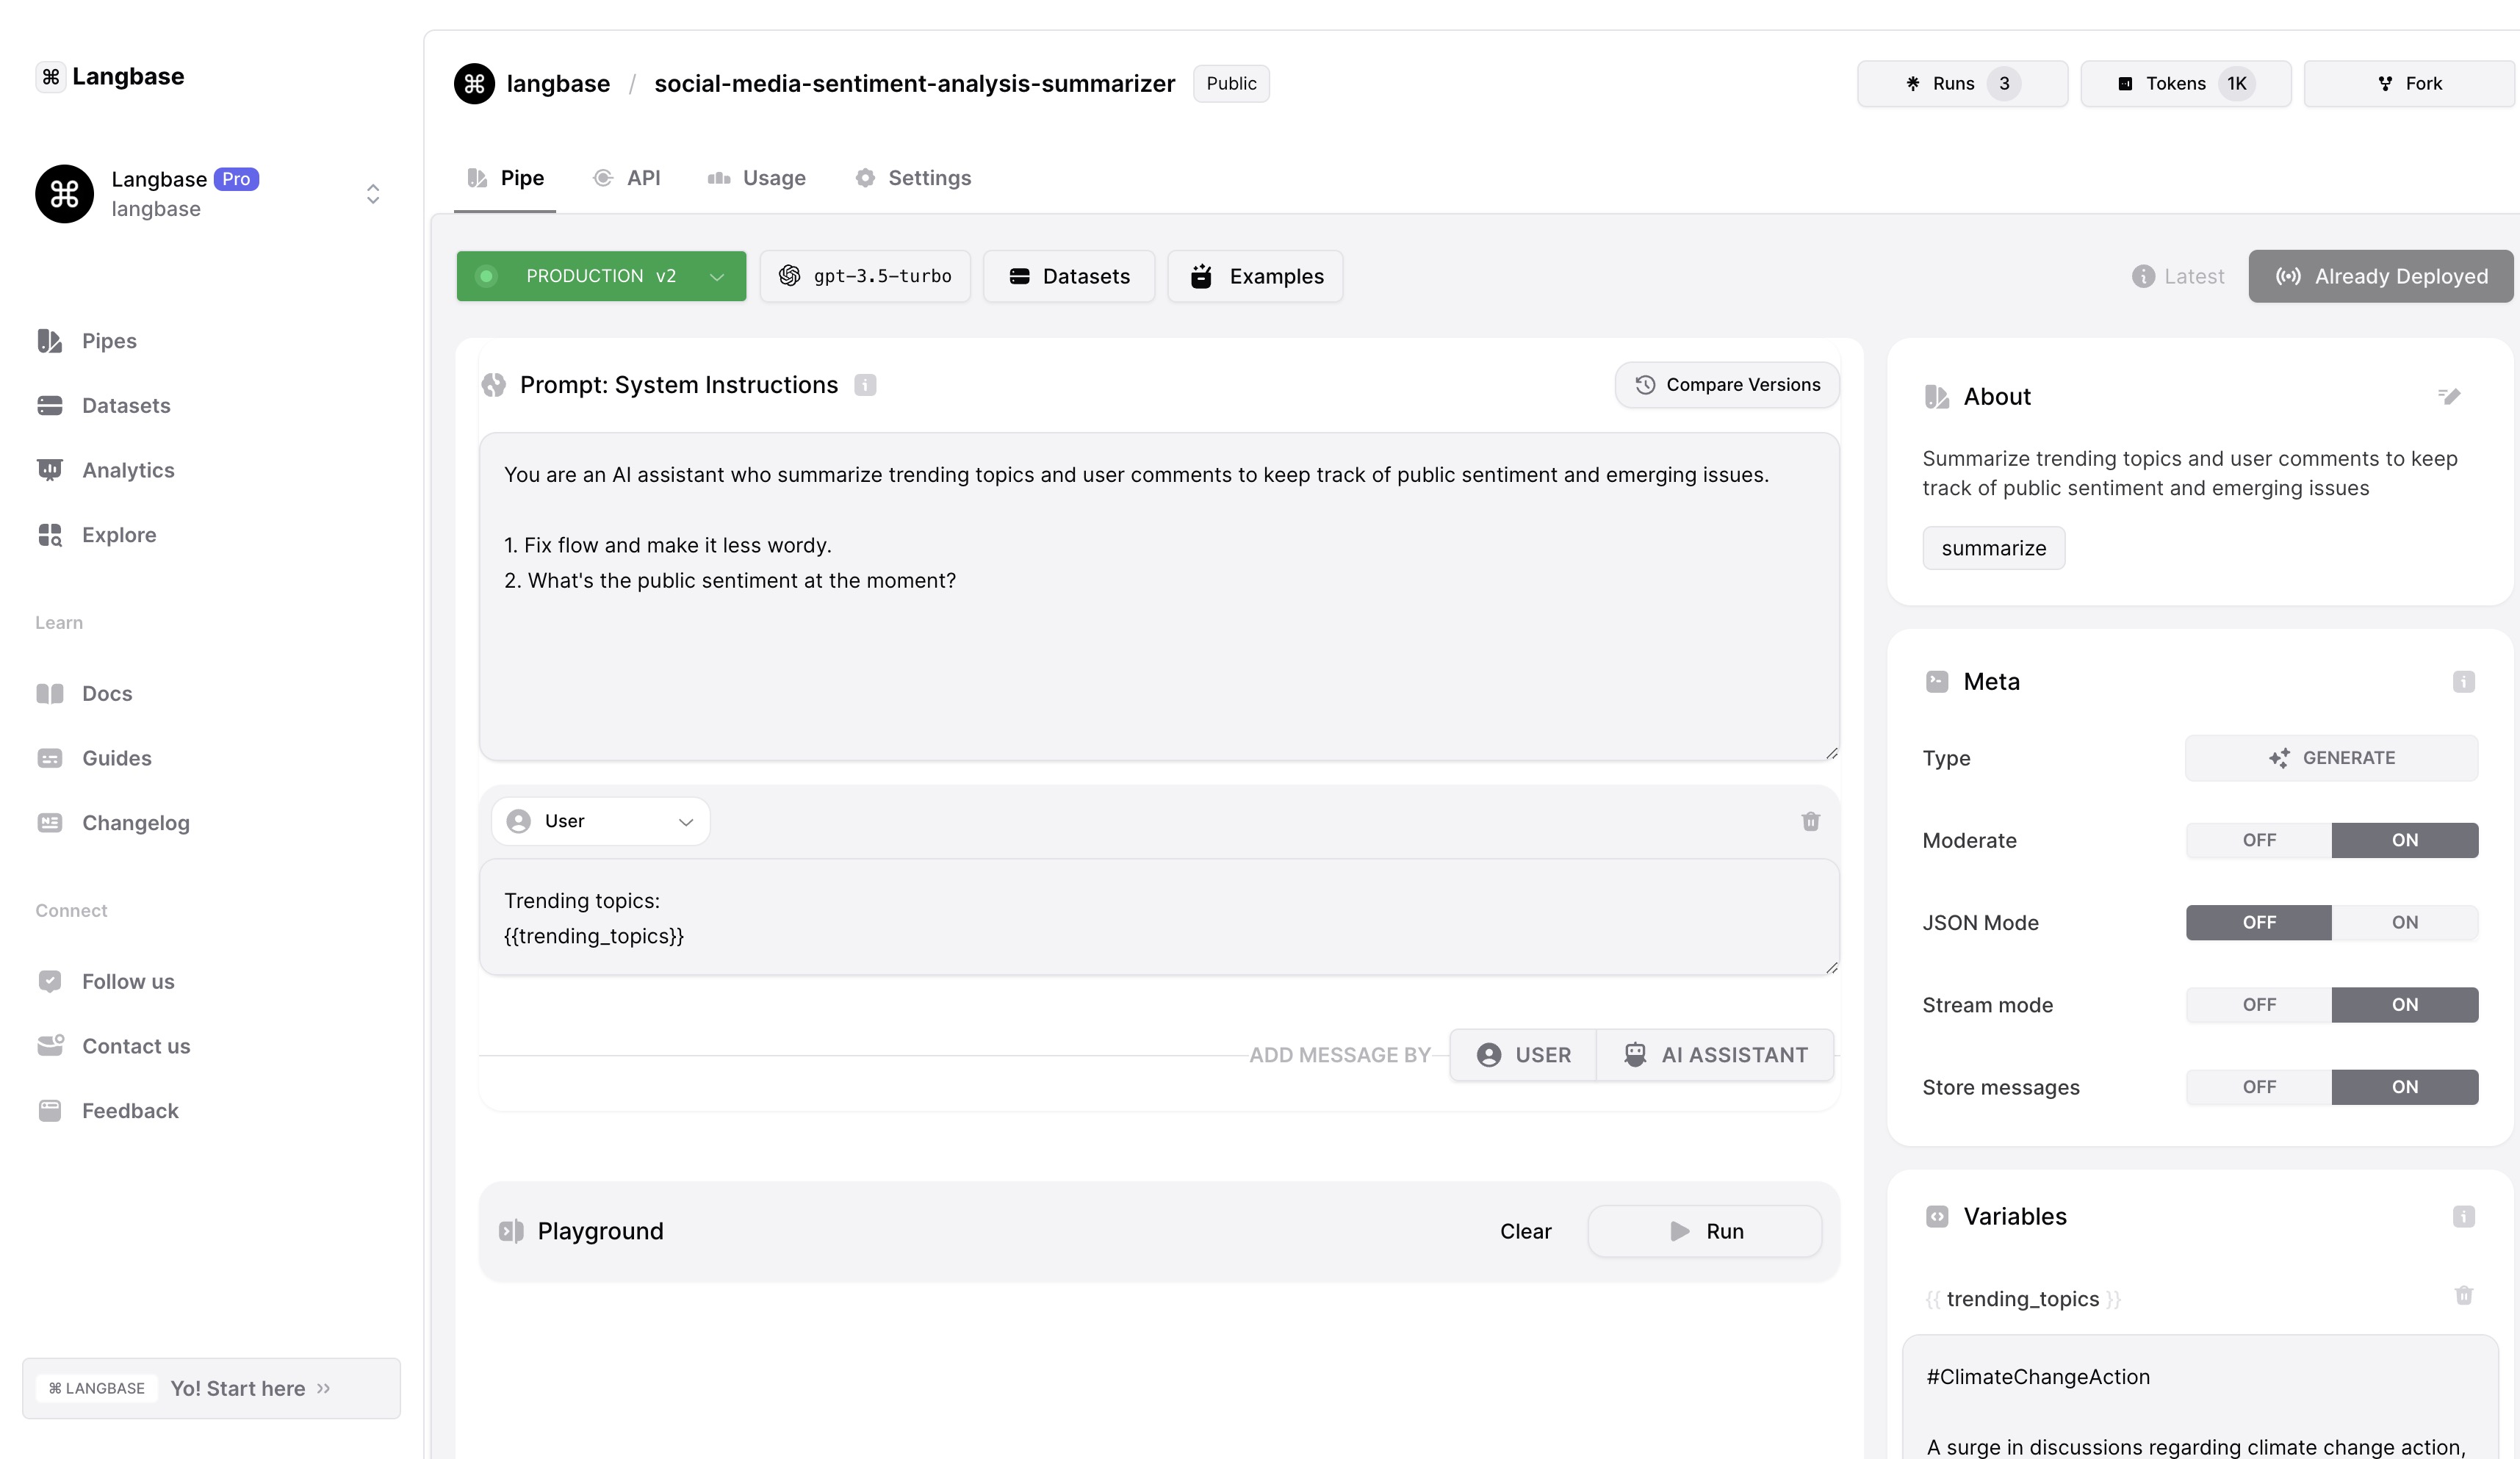 ⌘ Langbase
Langbase Pro
langbase
Pipes
Datasets
Analytics
Explore
Learn
Docs
Guides
Changelog
Connect
Follow us
Contact us
Feedback
⌘ LANGBASE Yo! Start here »
langbase / social-media-sentiment-analysis-summarizer Public
Runs 3
Tokens 1K
Fork
Pipe API Usage Settings
PRODUCTION v2
gpt-3.5-turbo
Datasets
Examples
Latest
Already Deployed
Prompt: System Instructions
Compare Versions
You are an AI assistant who summarize trending topics and user comments to keep track of public sentiment and emerging issues.
1. Fix flow and make it less wordy.
2. What's the public sentiment at the moment?
User
Trending topics:
{{trending_topics}}
ADD MESSAGE BY USER AI ASSISTANT
Playground
Clear
Run
About
Summarize trending topics and user comments to keep
track of public sentiment and emerging issues
summarize
Meta
Type GENERATE
Moderate OFF ON
JSON Mode OFF ON
Stream mode OFF ON
Store messages OFF ON
Variables
{{ trending_topics }}
#ClimateChangeAction
A surge in discussions regarding climate change action,